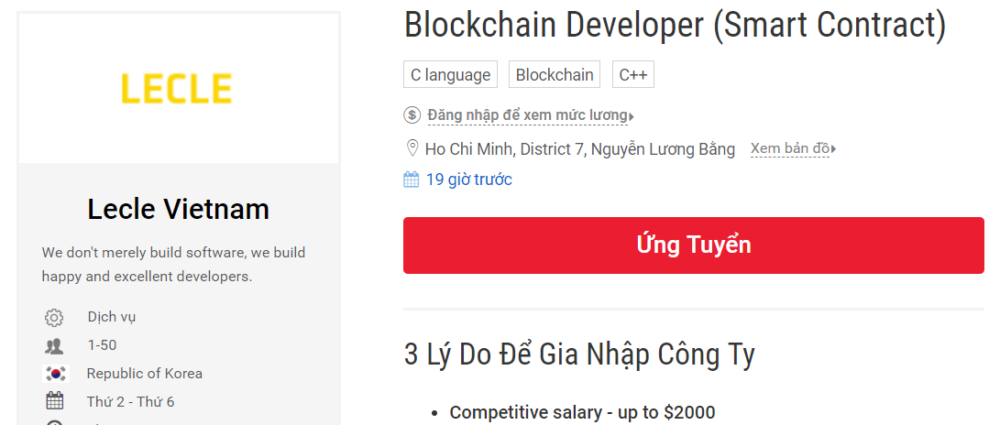 LECLE
Lecle Vietnam
We don't merely build software, we build
happy and excellent developers.
Dịch vụ
1-50
Republic of Korea
Thứ 2 - Thứ 6
Blockchain Developer (Smart Contract)
C language Blockchain C++
$ Đăng nhập để xem mức lương
Ho Chi Minh, District 7, Nguyễn Lương Bằng Xem bản đồ
19 giờ trước
Ứng Tuyển
3 Lý Do Để Gia Nhập Công Ty
• Competitive salary - up to $2000